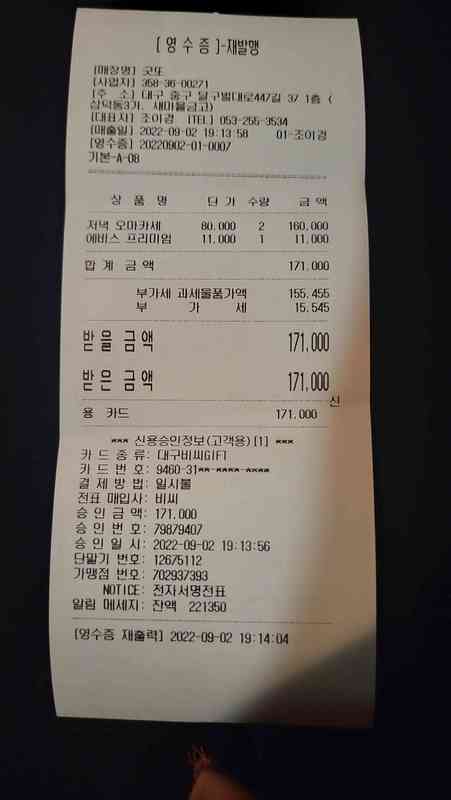 [영수증]-재발행
[매장명] 굿또
[사업자] 358-36-00271
[주 소] 대구 중구 달구벌대로447길 37 1층 (
삼덕동3가, 새마을금고)
[대표자] 조이경 [TEL] 053-255-3534
[매출일] 2022-09-02 19:13:58 01-조이경
[영수증] 20220902-01-0007
기본-A-08
상 품 명 단 가 수량 금 액
저녁 오마카세 80,000 2 160,000
에비스 프리미엄 11,000 1 11,000
합 계 금 액 171,000
부가세 과세물품가액 155,455
부 가 세 15,545
받을 금액 171,000
받은 금액 171,000
신
용 카드 171,000
*** 신용승인정보(고객용) [1] ***
카 드 종 류: 대구비씨GIFT
카 드 번 호: 9460-31**-****-****
결 제 방 법: 일시불
전표 매입사: 비씨
승 인 금 액: 171,000
승 인 번 호: 79879407
승 인 일 시: 2022-09-02 19:13:56
단말기 번호: 12675112
가맹점 번호: 702937393
NOTICE: 전자서명전표
알림 메세지: 잔액 221350
[영수증 재출력] 2022-09-02 19:14:04